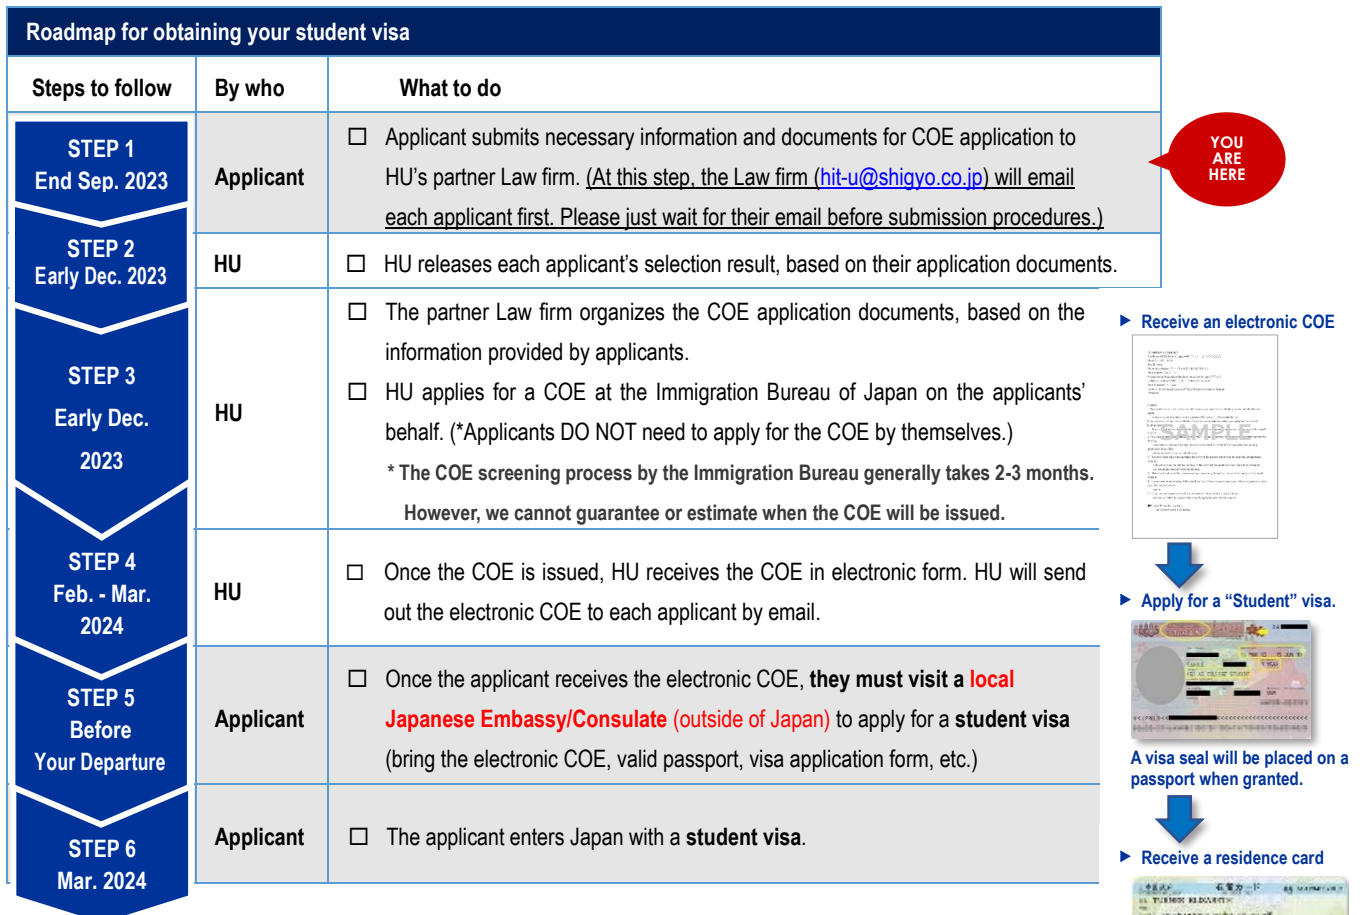 Roadmap for obtaining your student visa
Steps to follow
By who
What to do
STEP 1
End Sep. 2023
Applicant
□ Applicant submits necessary information and documents for COE application to
HU's partner Law firm. (At this step, the Law firm (hit-u@shigyo.co.jp) will email
each applicant first. Please just wait for their email before submission procedures.)
YOU
ARE
HERE
STEP 2
Early Dec. 2023
HU
□ HU releases each applicant's selection result, based on their application documents.
STEP 3
Early Dec.
2023
HU
□ The partner Law firm organizes the COE application documents, based on the
information provided by applicants.
□ HU applies for a COE at the Immigration Bureau of Japan on the applicants'
behalf. (*Applicants DO NOT need to apply for the COE by themselves.)
* The COE screening process by the Immigration Bureau generally takes 2-3 months.
However, we cannot guarantee or estimate when the COE will be issued.
STEP 4
Feb. - Mar.
2024
HU
□ Once the COE is issued, HU receives the COE in electronic form. HU will send
out the electronic COE to each applicant by email.
STEP 5
Before
Your Departure
Applicant
□ Once the applicant receives the electronic COE, they must visit a local
Japanese Embassy/Consulate (outside of Japan) to apply for a student visa
(bring the electronic COE, valid passport, visa application form, etc.)
STEP 6
Mar. 2024
Applicant
□ The applicant enters Japan with a student visa.
▶ Receive an electronic COE
SAMPLE
▶ Apply for a “Student” visa.
A visa seal will be placed on a
passport when granted.
▶ Receive a residence card
在留カード
TURNER ELIZABETH